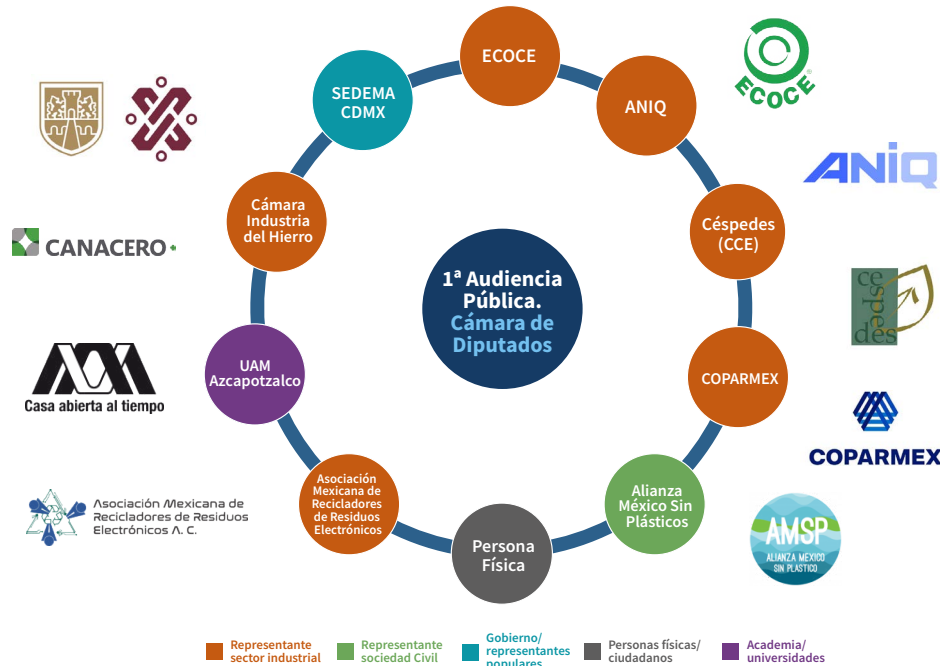 ECOCE
SEDEMA
CDMX
ANIQ
ECOCE
ANIQ
Cámara
Industria
del Hierro
Céspedes
(CCE)
CANACERO
1ª Audiencia
Pública.
Cámara de
Diputados
ces
pe
des
UAM
Azcapotzalco
COPARMEX
Casa abierta al tiempo
COPARMEX
Asociación
Mexicana de
Recicladores
de Residuos
Electrónicos
Alianza
México Sin
Plásticos
Asociación Mexicana de
Recicladores de Residuos
Electrónicos A. C.
Persona
Física
AMSP
ALIANZA MÉXICO
SIN PLÁSTICO
Representante
sector industrial
Representante
sociedad Civil
Gobierno/
representantes
populares
Personas físicas/
ciudadanos
Academia/
universidades